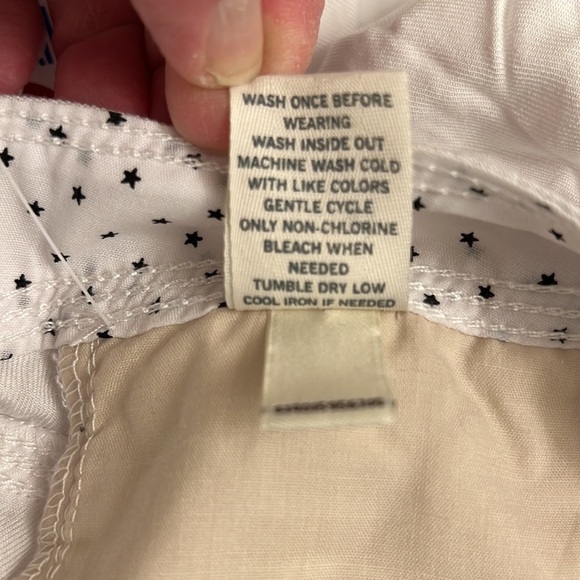 WASH ONCE BEFORE
WEARING
WASH INSIDE OUT
MACHINE WASH COLD
WITH LIKE COLORS
GENTLE CYCLE
ONLY NON-CHLORINE
BLEACH WHEN
NEEDED
TUMBLE DRY LOW
COOL IRON IF NEEDED